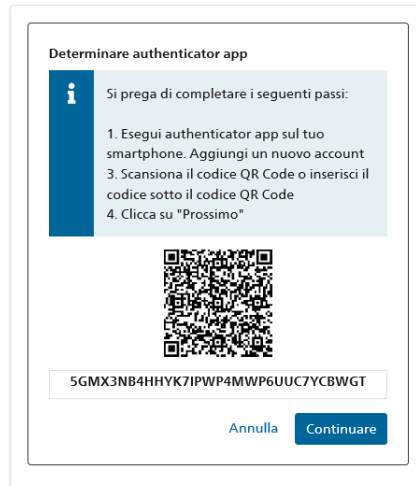 Determinare authenticator app
Si prega di completare i seguenti passi:
1. Esegui authenticator app sul tuo
smartphone. Aggiungi un nuovo account
3. Scansiona il codice QR Code o inserisci il
codice sotto il codice QR Code
4. Clicca su "Prossimo"
5GMX3NB4HHYK7IPWP4MWP6UUC7YCBWGT
Annulla
Continuare